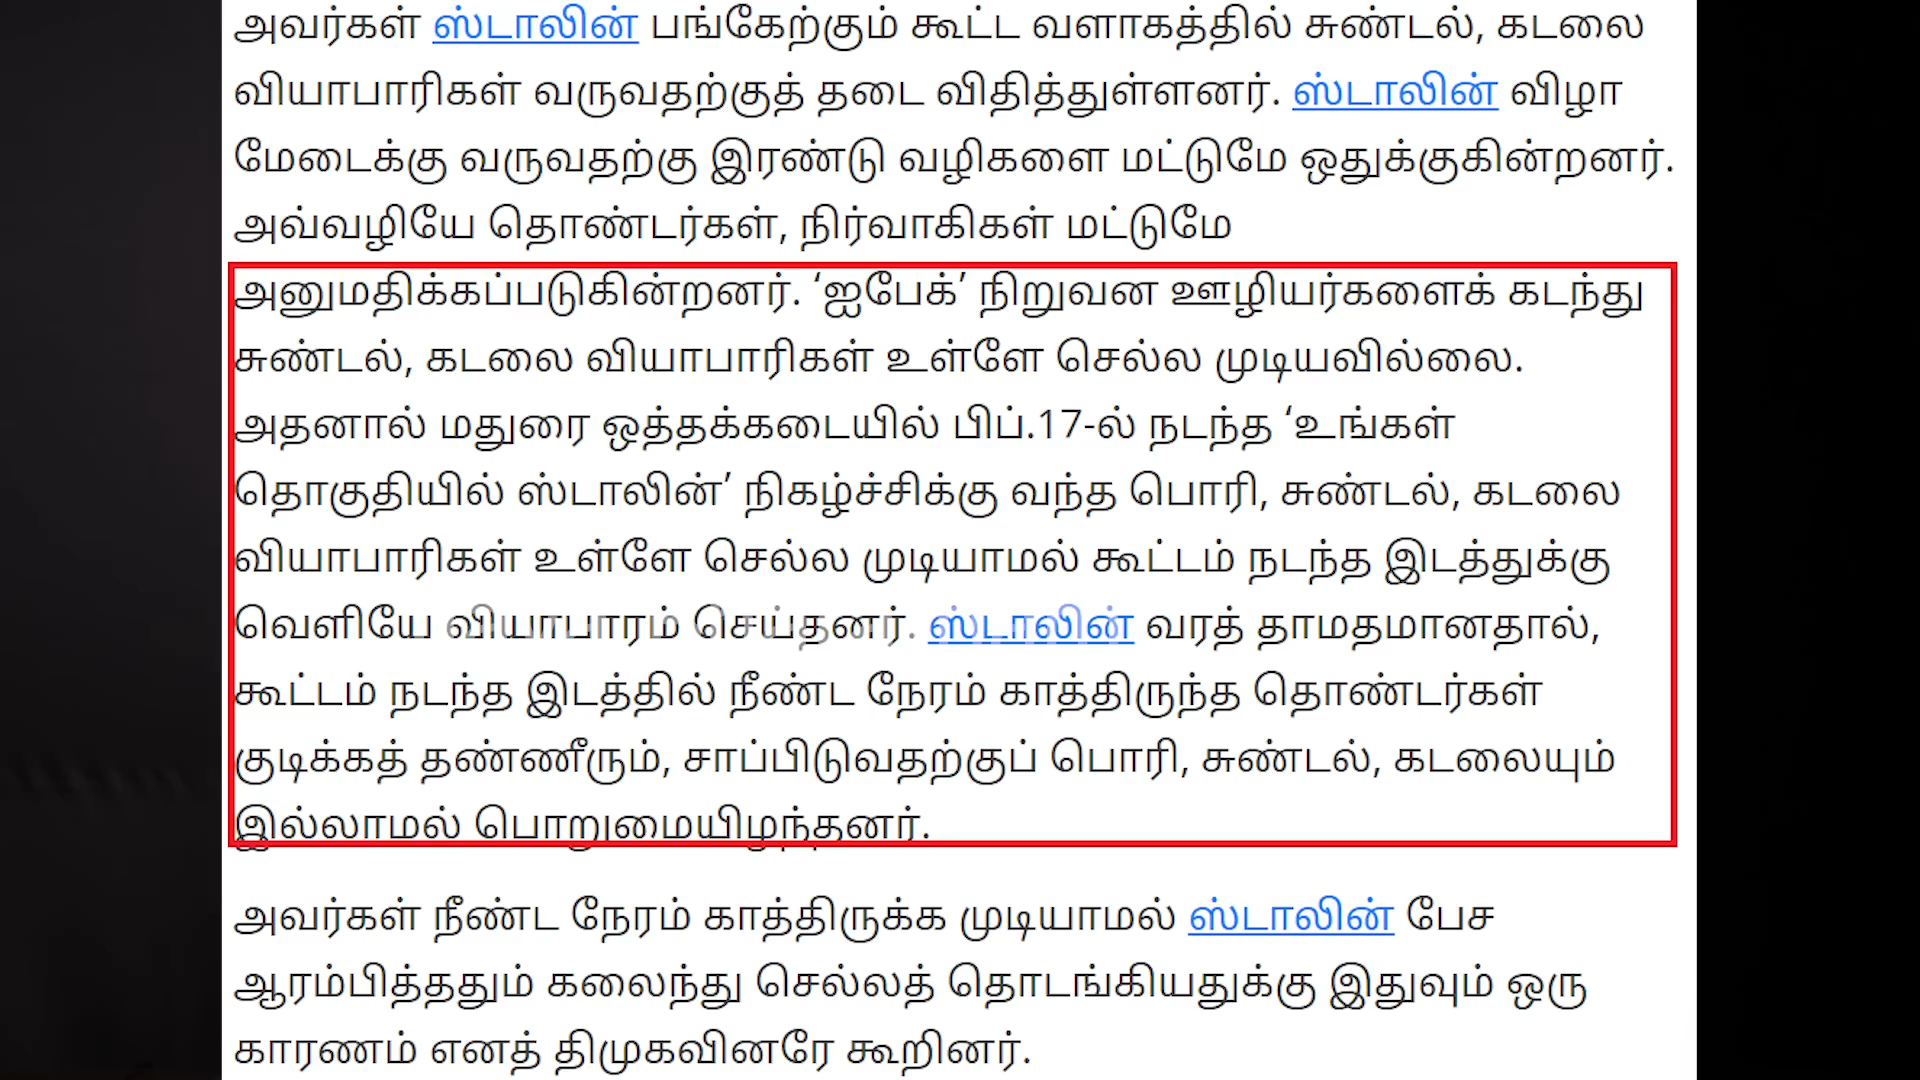 அவர்கள் ஸ்டாலின் பங்கேற்கும் கூட்ட வளாகத்தில் சுண்டல், கடலை
வியாபாரிகள் வருவதற்குத் தடை விதித்துள்ளனர். ஸ்டாலின் விழா
மேடைக்கு வருவதற்கு இரண்டு வழிகளை மட்டுமே ஒதுக்குகின்றனர்.
அவ்வழியே தொண்டர்கள், நிர்வாகிகள் மட்டுமே
அனுமதிக்கப்படுகின்றனர். ‘ஐபேக்’ நிறுவன ஊழியர்களைக் கடந்து
சுண்டல், கடலை வியாபாரிகள் உள்ளே செல்ல முடியவில்லை.
அதனால் மதுரை ஒத்தக்கடையில் பிப்.17-ல் நடந்த ‘உங்கள்
தொகுதியில் ஸ்டாலின்’ நிகழ்ச்சிக்கு வந்த பொரி, சுண்டல், கடலை
வியாபாரிகள் உள்ளே செல்ல முடியாமல் கூட்டம் நடந்த இடத்துக்கு
வெளியே வியாபாரம் செய்தனர். ஸ்டாலின் வரத் தாமதமானதால்,
கூட்டம் நடந்த இடத்தில் நீண்ட நேரம் காத்திருந்த தொண்டர்கள்
குடிக்கத் தண்ணீரும், சாப்பிடுவதற்குப் பொரி, சுண்டல், கடலையும்
இல்லாமல் பொறுமையிழந்தனர்.
அவர்கள் நீண்ட நேரம் காத்திருக்க முடியாமல் ஸ்டாலின் பேச
ஆரம்பித்ததும் கலைந்து செல்லத் தொடங்கியதுக்கு இதுவும் ஒரு
காரணம் எனத் திமுகவினரே கூறினர்.